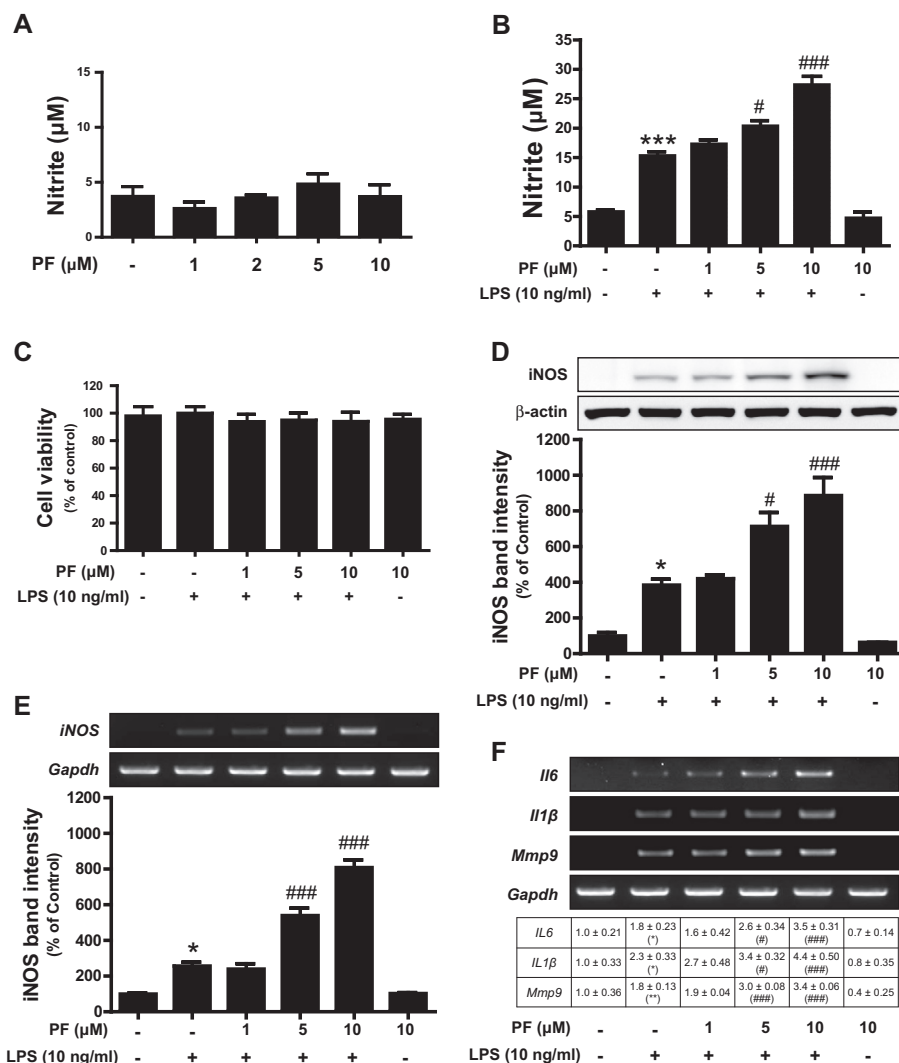 A
15
10
5
0
Nitrite (µM)
PF (µM) - 1 2 5 10
B
35
30
25
20
15
10
5
0
Nitrite (µM)
*** # ###
PF (µM) - - 1 5 10 10
LPS (10 ng/ml) - + + + + -
C
120
100
80
60
40
20
0
Cell viability
(% of control)
PF (µM) - - 1 5 10 10
LPS (10 ng/ml) - + + + + -
D
iNOS
β-actin
1200
1000
800
600
400
200
0
iNOS band intensity
(% of Control)
* # ###
PF (µM) - - 1 5 10 10
LPS (10 ng/ml) - + + + + -
E
iNOS
Gapdh
1000
800
600
400
200
0
iNOS band intensity
(% of Control)
* ### ###
PF (µM) - - 1 5 10 10
LPS (10 ng/ml) - + + + + -
F
Il6
Il1β
Mmp9
Gapdh
IL6 1.0 ± 0.21 1.8 ± 0.23 (*) 1.6 ± 0.42 2.6 ± 0.34 (#) 3.5 ± 0.31 (###) 0.7 ± 0.14
IL1β 1.0 ± 0.33 2.3 ± 0.33 (*) 2.7 ± 0.48 3.4 ± 0.32 (#) 4.4 ± 0.50 (###) 0.8 ± 0.35
Mmp9 1.0 ± 0.36 1.8 ± 0.13 (**) 1.9 ± 0.04 3.0 ± 0.08 (###) 3.4 ± 0.06 (###) 0.4 ± 0.25
PF (µM) - - 1 5 10 10
LPS (10 ng/ml) - + + + + -